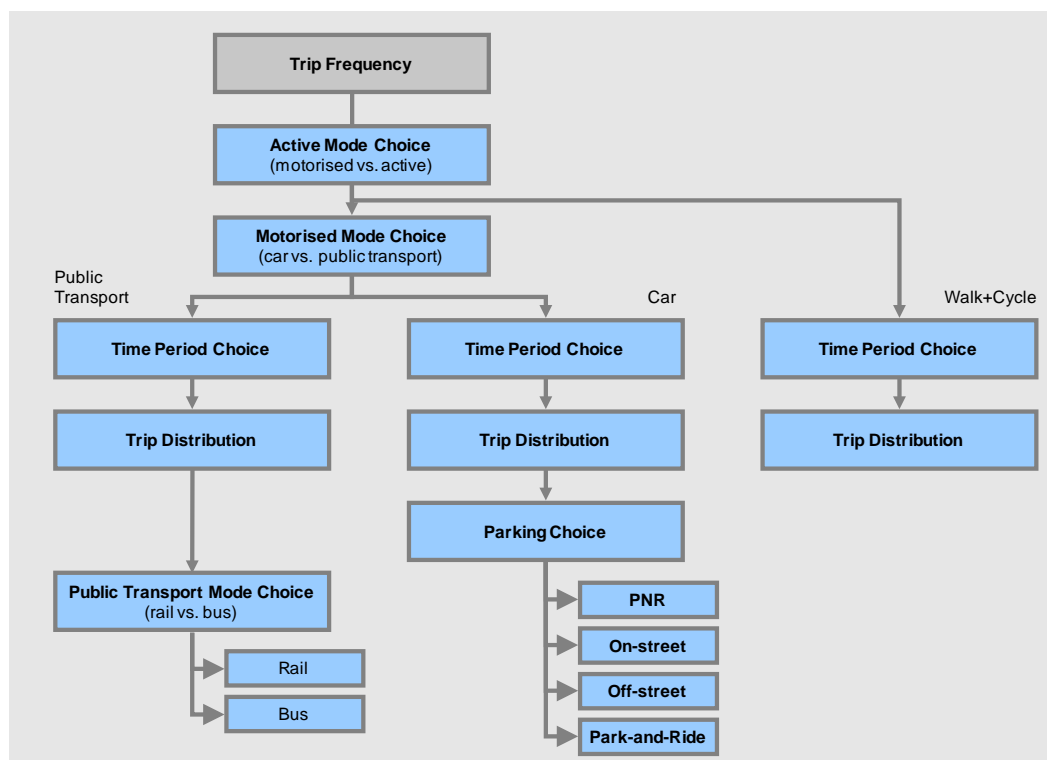 Trip Frequency
Active Mode Choice
(motorised vs. active)
Motorised Mode Choice
(car vs. public transport)
Public
Transport
Car
Walk+Cycle
Time Period Choice
Time Period Choice
Time Period Choice
Trip Distribution
Trip Distribution
Trip Distribution
Parking Choice
Public Transport Mode Choice
(rail vs. bus)
PNR
On-street
Rail
Off-street
Bus
Park-and-Ride